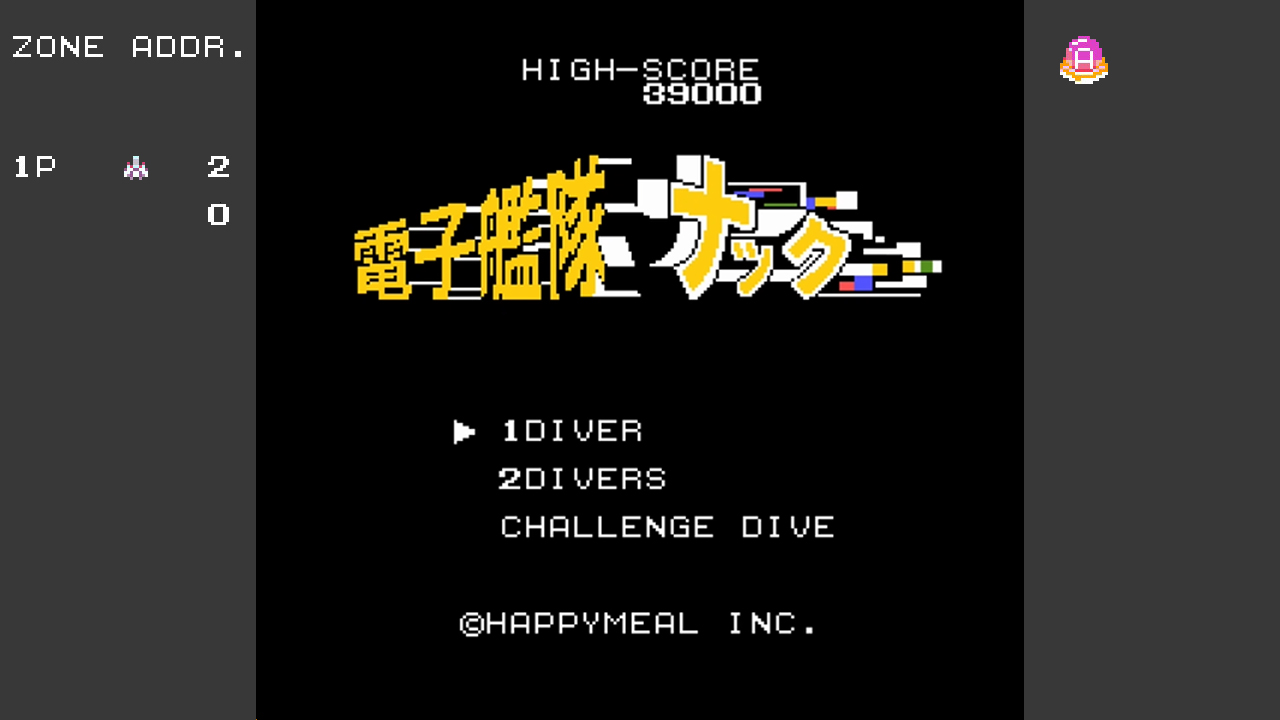 ZONE ADDR.
1P 2
0
HIGH-SCORE
39000
電子艦隊 ナック
1DIVER
2DIVERS
CHALLENGE DIVE
©HAPPYMEAL INC.
A